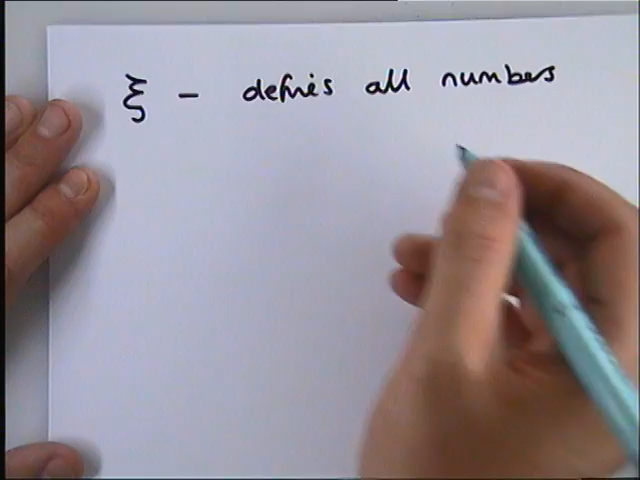 ξ - defines all numbers